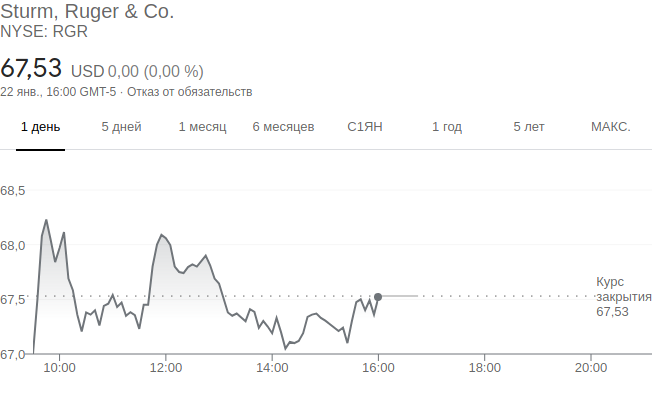 Sturm, Ruger & Co.
NYSE: RGR
67,53 USD 0,00 (0,00 %)
22 янв., 16:00 GMT-5 · Отказ от обязательств
1 день 5 дней 1 месяц 6 месяцев С1ЯН 1 год 5 лет МАКС.
68,5
68,0
67,5
67,0
Курс
закрытия
67,53
10:00 12:00 14:00 16:00 18:00 20:00